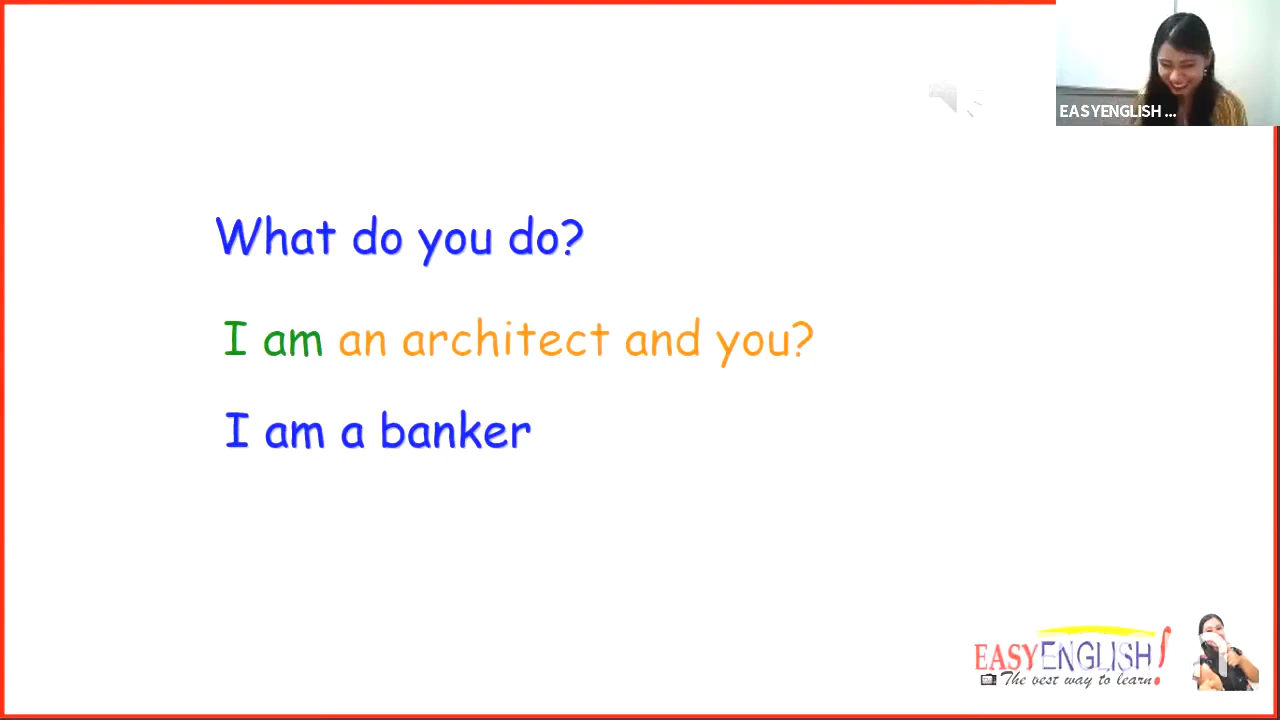 EASYENGLISH ...
What do you do?
I am an architect and you?
I am a banker
EASYENGLISH!
The best way to learn!